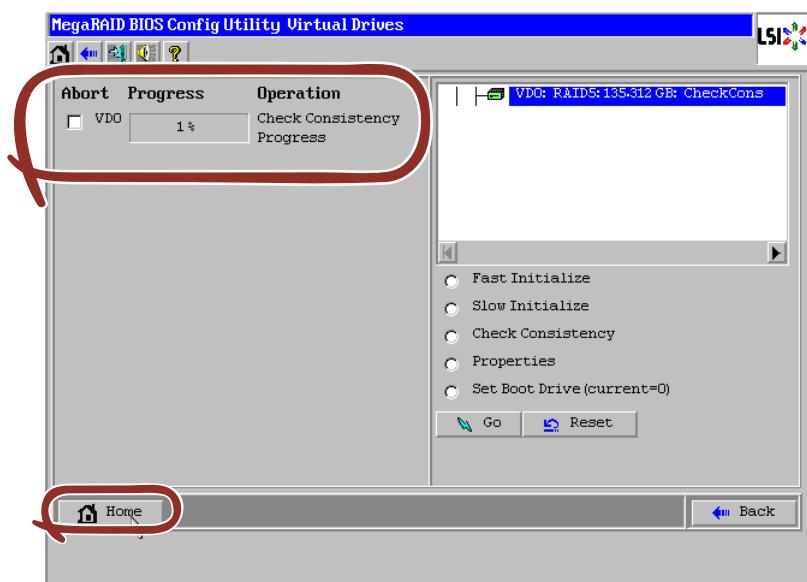 MegaRAID BIOS Config Utility Virtual Drives
LSI
Abort Progress Operation
VD0 1% Check Consistency
Progress
VD0: RAID5: 135.312 GB: CheckCons
Fast Initialize
Slow Initialize
Check Consistency
Properties
Set Boot Drive (current=0)
Go Reset
Home Back